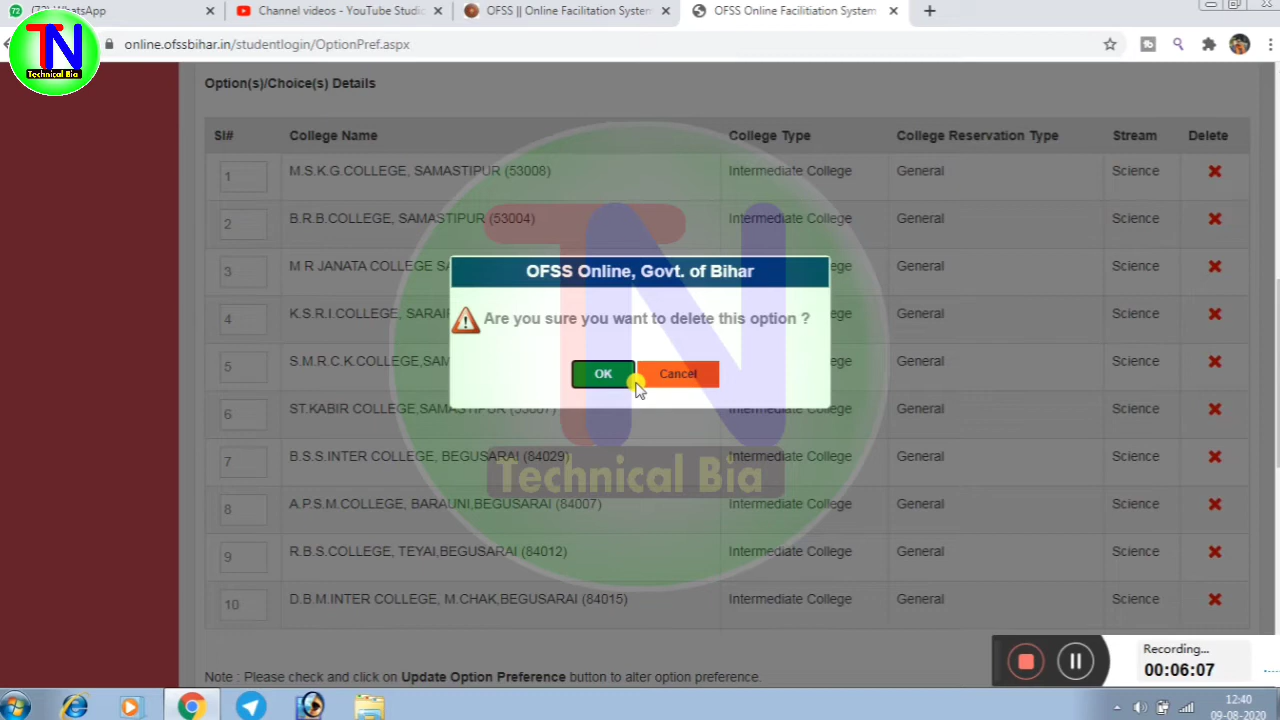 (72) WhatsApp
Channel videos - YouTube Studio
OFSS || Online Facilitation System
OFSS Online Facilitiation System
online.ofssbihar.in/studentlogin/OptionPref.aspx
TN
Technical Bia
Option(s)/Choice(s) Details
Sl# College Name College Type College Reservation Type Stream Delete
1 M.S.K.G.COLLEGE, SAMASTIPUR (53008) Intermediate College General Science
2 B.R.B.COLLEGE, SAMASTIPUR (53004) Intermediate College General Science
3 M R JANATA COLLEGE General Science
4 K.S.R.I.COLLEGE, General Science
5 S.M.R.C.K.COLLEGE, General Science
6 ST.KABIR COLLEGE,SAMASTIPUR (53007) Intermediate College General Science
7 B.S.S.INTER COLLEGE, BEGUSARAI (84029) Intermediate College General Science
8 A.P.S.M.COLLEGE, BARAUNI,BEGUSARAI (84007) Intermediate College General Science
9 R.B.S.COLLEGE, TEYAI,BEGUSARAI (84012) Intermediate College General Science
10 D.B.M.INTER COLLEGE, M.CHAK,BEGUSARAI (84015) Intermediate College General Science
OFSS Online, Govt. of Bihar
Are you sure you want to delete this option ?
OK Cancel
TN
Technical Bia
Note : Please check and click on Update Option Preference button to alter option preference.
Recording...
00:06:07
12:40
09-08-2020